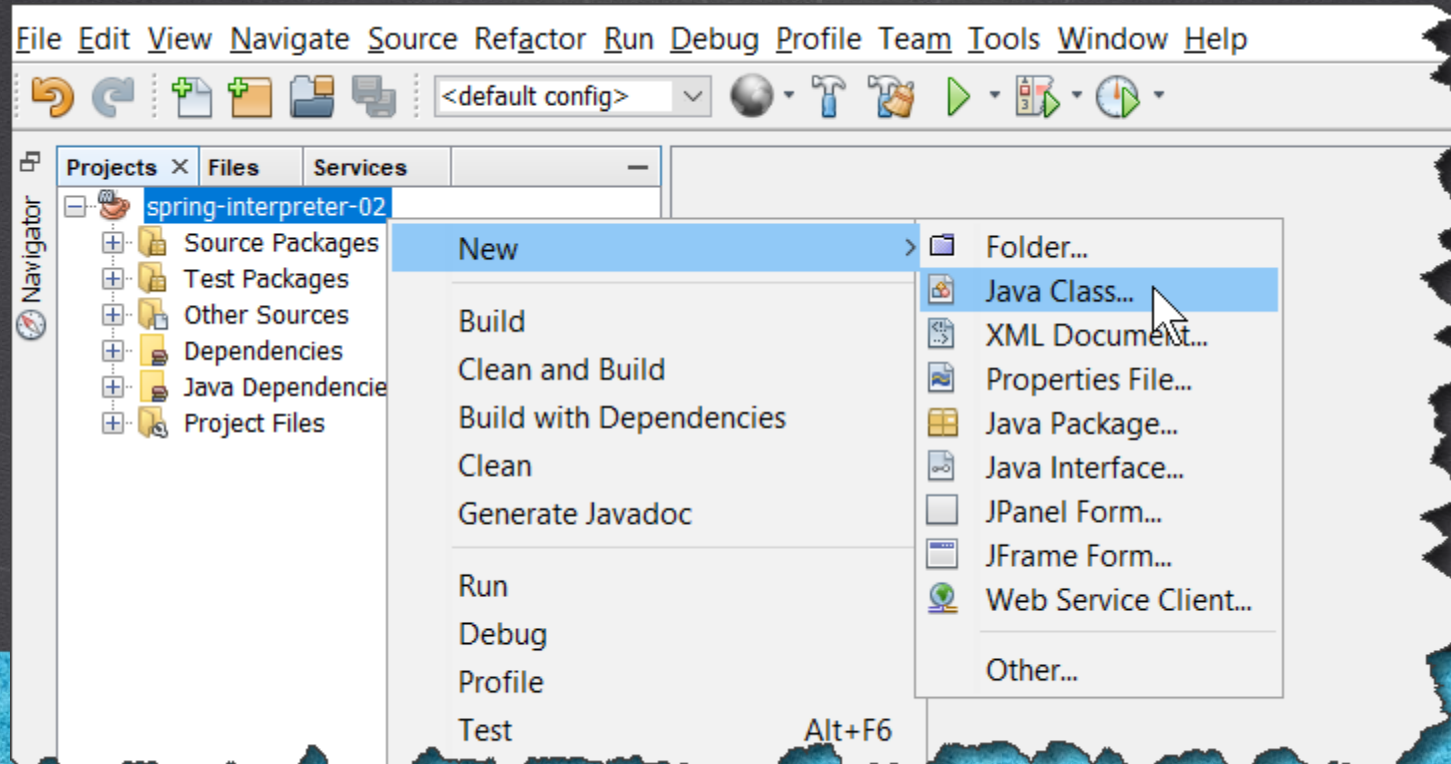 File Edit View Navigate Source Refactor Run Debug Profile Team Tools Window Help
<default config>
Projects Files Services
Navigator
spring-interpreter-02
Source Packages
Test Packages
Other Sources
Dependencies
Java Dependencie
Project Files
New
Build
Clean and Build
Build with Dependencies
Clean
Generate Javadoc
Run
Debug
Profile
Test Alt+F6
Folder...
Java Class...
XML Document...
Properties File...
Java Package...
Java Interface...
JPanel Form...
JFrame Form...
Web Service Client...
Other...